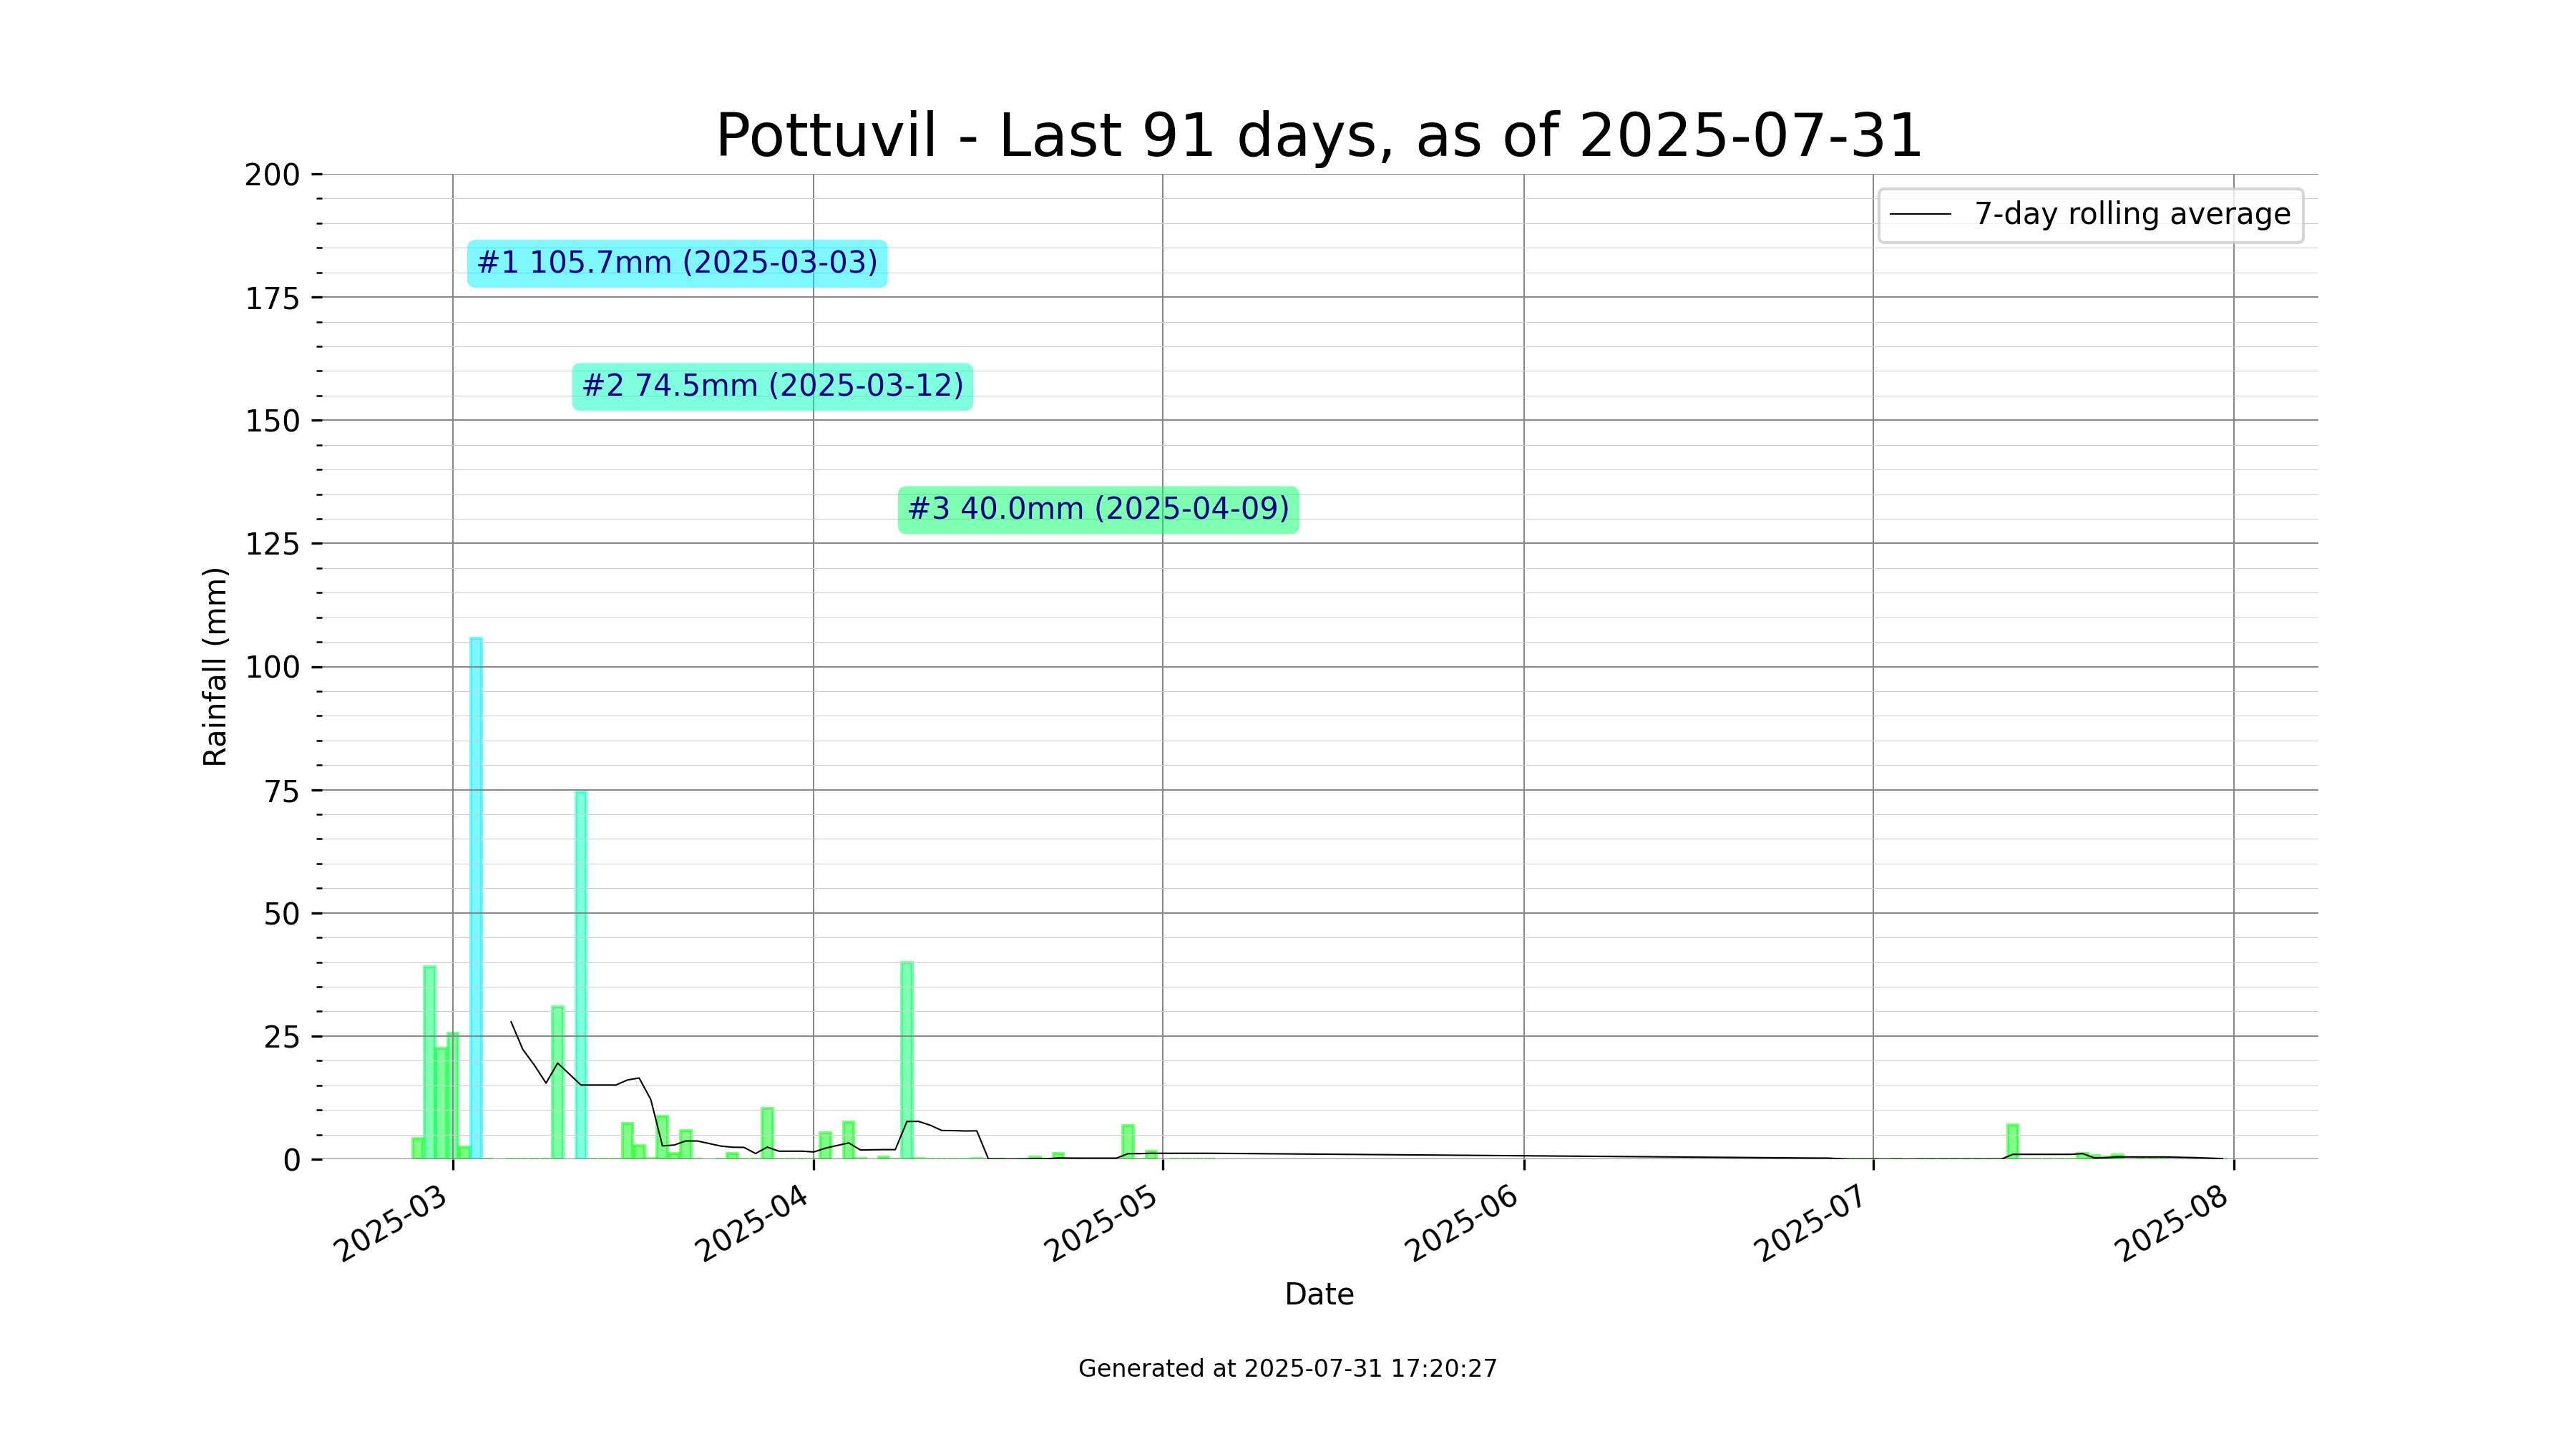 Pottuvil - Last 91 days, as of 2025-07-31
7-day rolling average
#1 105.7mm (2025-03-03)
#2 74.5mm (2025-03-12)
#3 40.0mm (2025-04-09)
Rainfall (mm)
200
175
150
125
100
75
50
25
0
2025-03
2025-04
2025-05
2025-06
2025-07
2025-08
Date
Generated at 2025-07-31 17:20:27